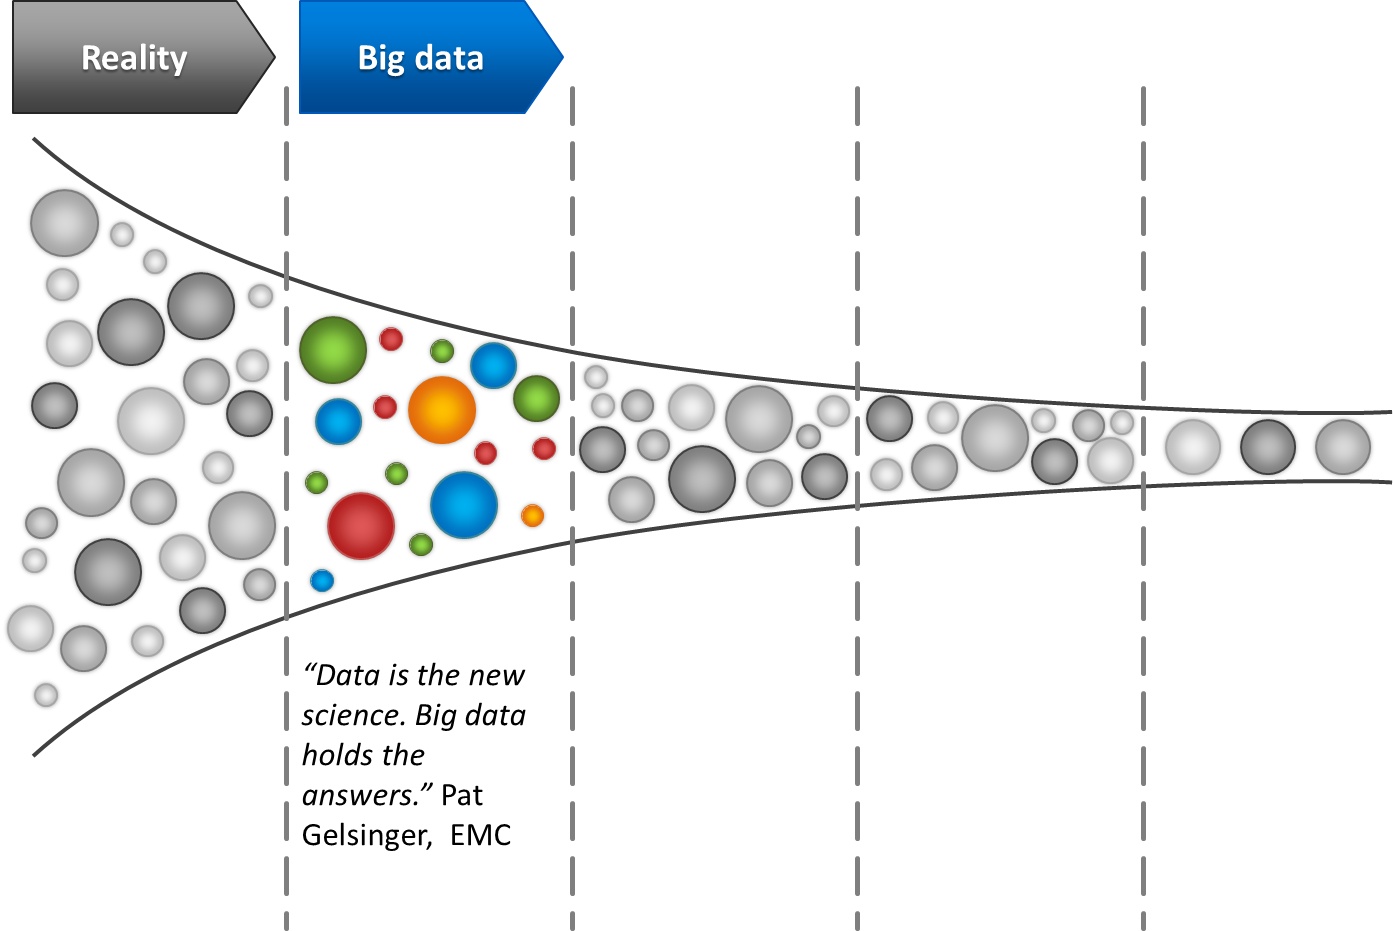 Reality
Big data
“Data is the new
science. Big data
holds the
answers.” Pat
Gelsinger,  EMC